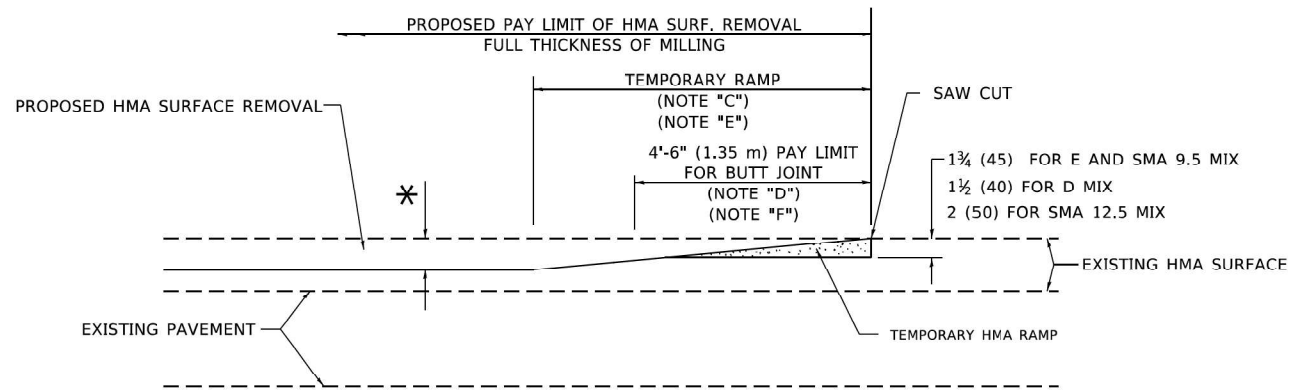 PROPOSED PAY LIMIT OF HMA SURF. REMOVAL
FULL THICKNESS OF MILLING
TEMPORARY RAMP
(NOTE "C")
(NOTE "E")
PROPOSED HMA SURFACE REMOVAL
SAW CUT
4'-6" (1.35 m) PAY LIMIT
FOR BUTT JOINT
(NOTE "D")
(NOTE "F")
1¾ (45) FOR E AND SMA 9.5 MIX
1½ (40) FOR D MIX
2 (50) FOR SMA 12.5 MIX
*
EXISTING HMA SURFACE
EXISTING PAVEMENT
TEMPORARY HMA RAMP